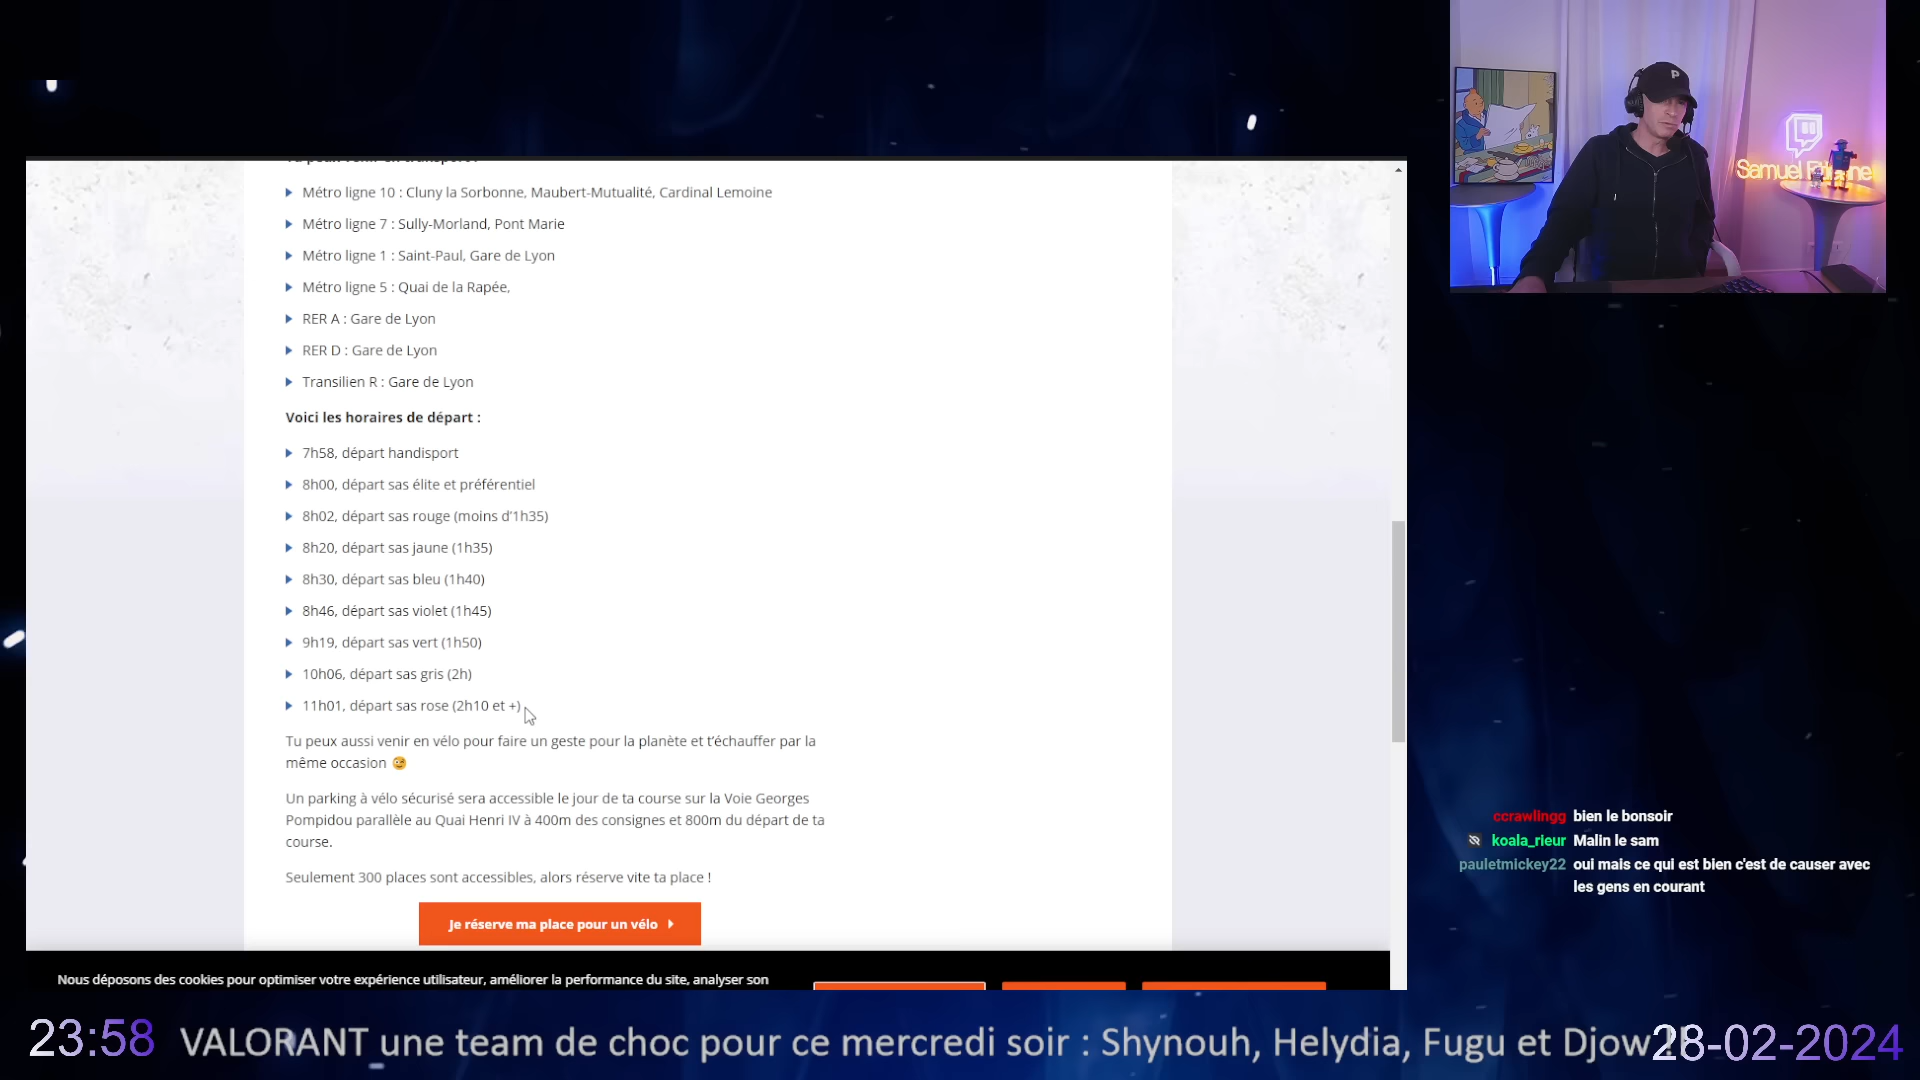 Métro ligne 10 : Cluny la Sorbonne, Maubert-Mutualité, Cardinal Lemoine
Métro ligne 7 : Sully-Morland, Pont Marie
Métro ligne 1 : Saint-Paul, Gare de Lyon
Métro ligne 5 : Quai de la Rapée,
RER A : Gare de Lyon
RER D : Gare de Lyon
Transilien R : Gare de Lyon
Voici les horaires de départ :
7h58, départ handisport
8h00, départ sas élite et préférentiel
8h02, départ sas rouge (moins d'1h35)
8h20, départ sas jaune (1h35)
8h30, départ sas bleu (1h40)
8h46, départ sas violet (1h45)
9h19, départ sas vert (1h50)
10h06, départ sas gris (2h)
11h01, départ sas rose (2h10 et +)
Tu peux aussi venir en vélo pour faire un geste pour la planète et t'échauffer par la
même occasion 😉
Un parking à vélo sécurisé sera accessible le jour de ta course sur la Voie Georges
Pompidou parallèle au Quai Henri IV à 400m des consignes et 800m du départ de ta
course.
Seulement 300 places sont accessibles, alors réserve vite ta place !
Je réserve ma place pour un vélo
Nous déposons des cookies pour optimiser votre expérience utilisateur, améliorer la performance du site, analyser son
P
Samuel
ccrawlingg bien le bonsoir
koala_rieur Malin le sam
pauletmickey22 oui mais ce qui est bien c'est de causer avec
les gens en courant
23:58 VALORANT une team de choc pour ce mercredi soir : Shynouh, Helydia, Fugu et Djow 28-02-2024